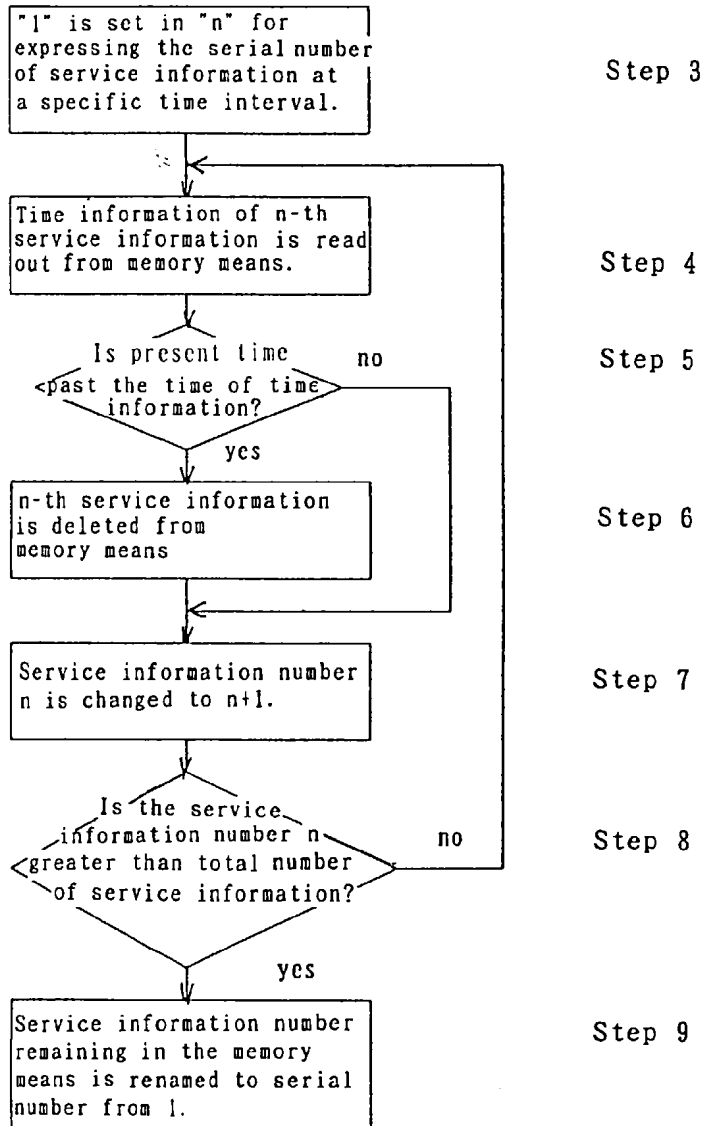 "1" is set in "n" for
expressing the serial number
of service information at
a specific time interval.
Step 3
Time information of n-th
service information is read
out from memory means.
Step 4
Is present time
past the time of time
information?
no
yes
Step 5
n-th service information
is deleted from
memory means
Step 6
Service information number
n is changed to n+1.
Step 7
Is the service
information number n
greater than total number
of service information?
no
yes
Step 8
Service information number
remaining in the memory
means is renamed to serial
number from 1.
Step 9